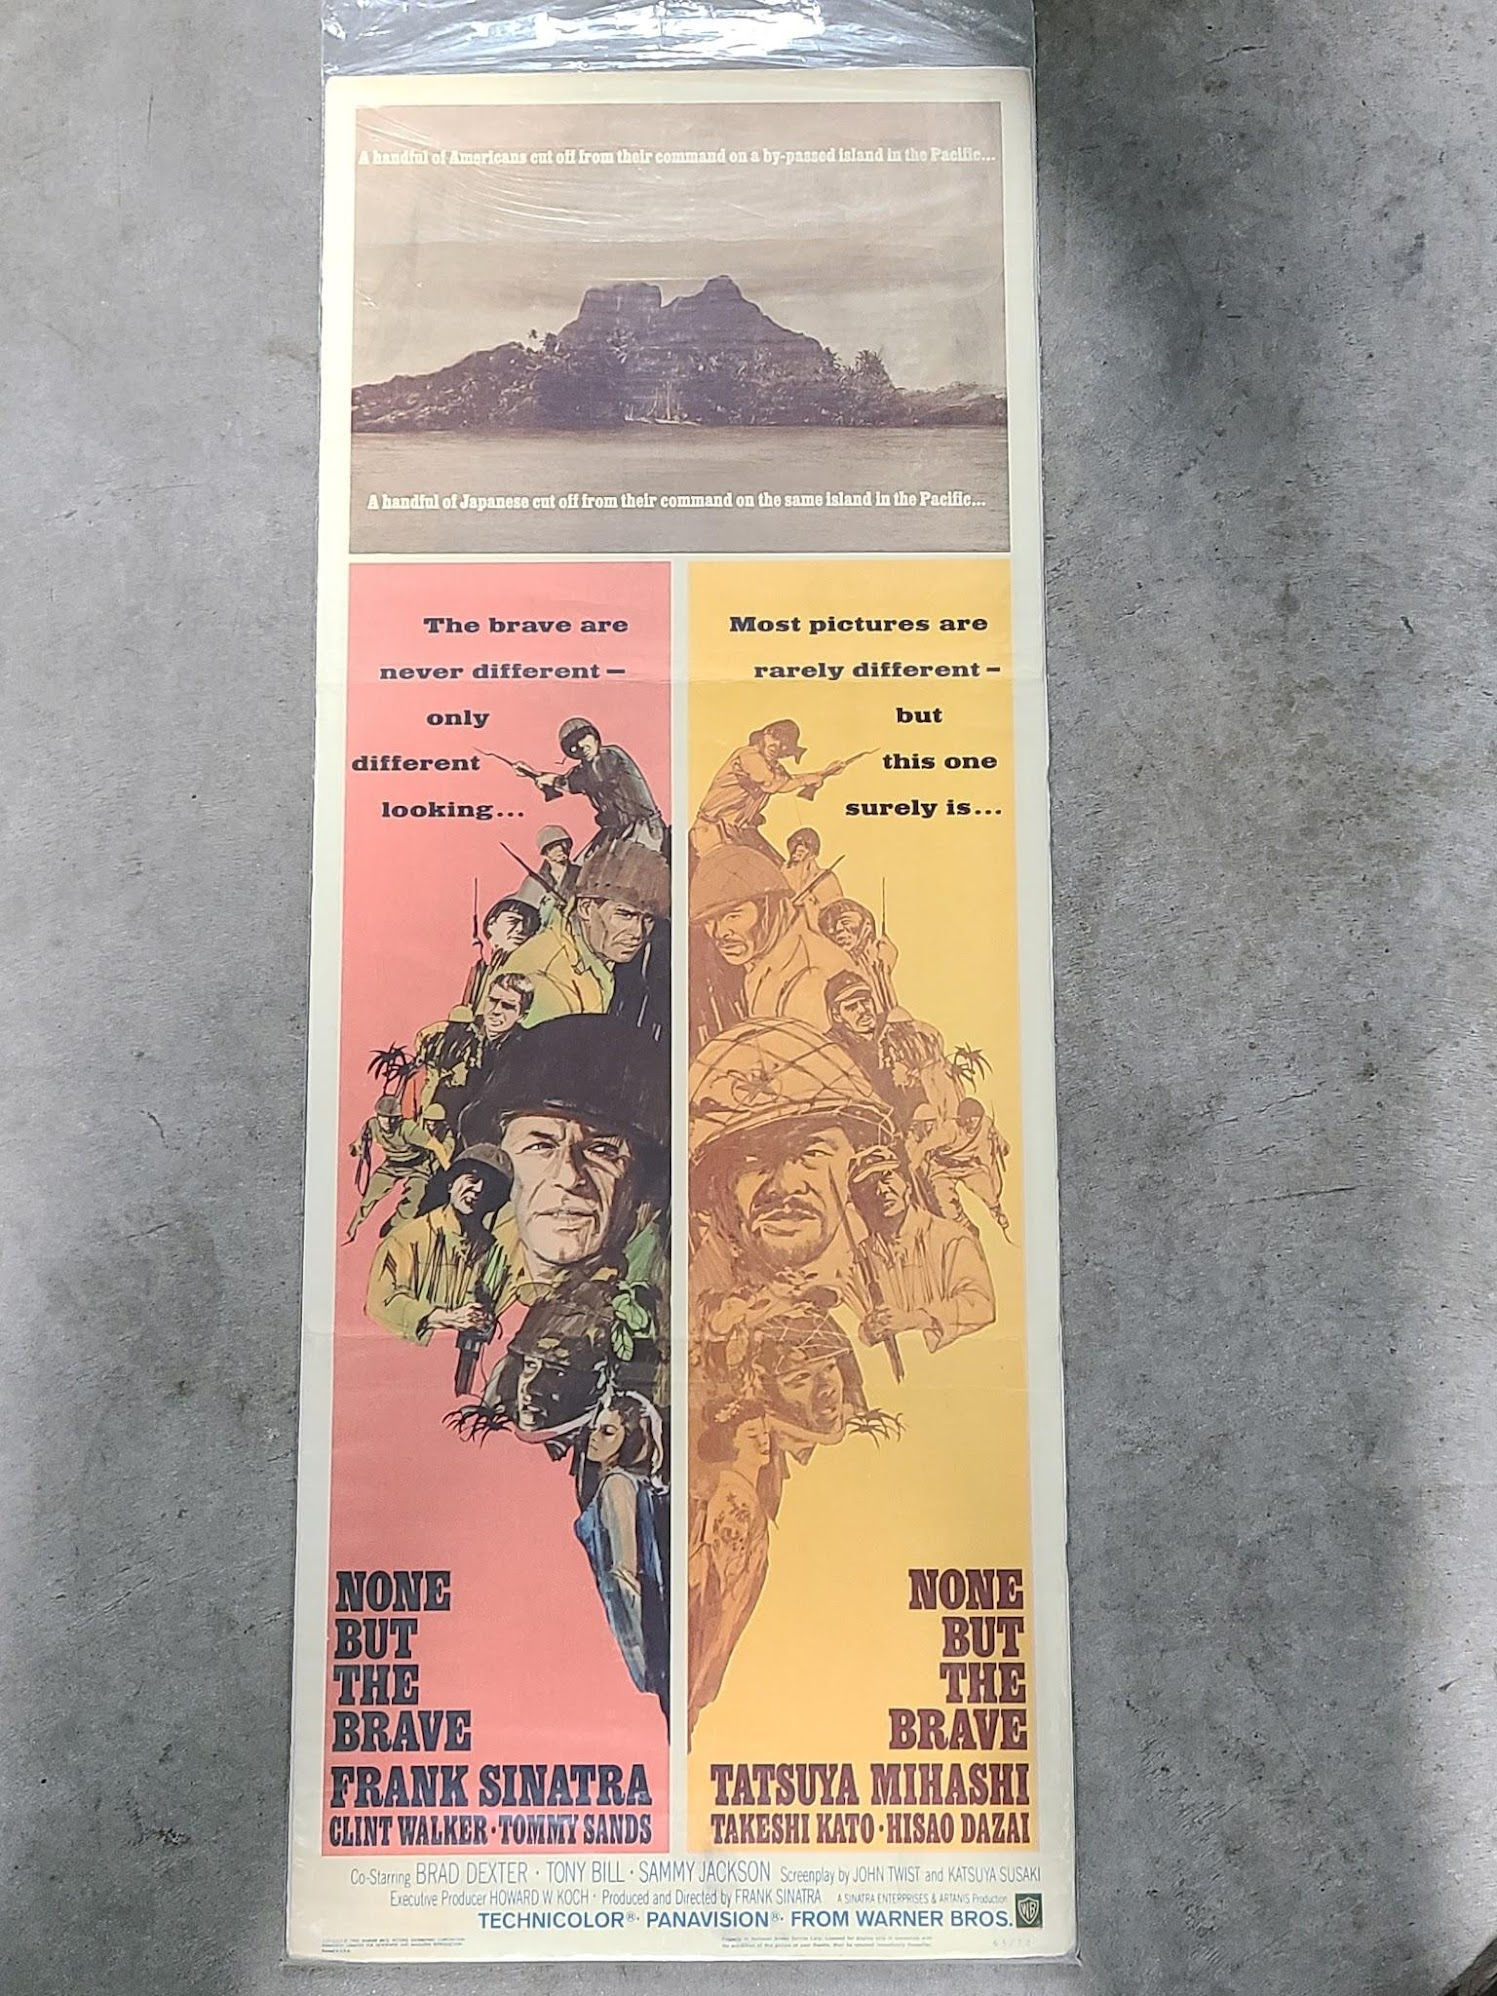 A handful of Americans cut off from their command on a by-passed island in the Pacific...
A handful of Japanese cut off from their command on the same island in the Pacific...
The brave are
never different –
only
different
looking...
Most pictures are
rarely different –
but
this one
surely is...
NONE
BUT
THE
BRAVE
FRANK SINATRA
CLINT WALKER · TOMMY SANDS
NONE
BUT
THE
BRAVE
TATSUYA MIHASHI
TAKESHI KATO · HISAO DAZAI
Co-Starring BRAD DEXTER · TONY BILL · SAMMY JACKSON Screenplay by JOHN TWIST and KATSUYA SUSAKI
Executive Producer HOWARD W. KOCH · Produced and Directed by FRANK SINATRA A SINATRA ENTERPRISES & ARTANIS Production
TECHNICOLOR® · PANAVISION® · FROM WARNER BROS.
WB